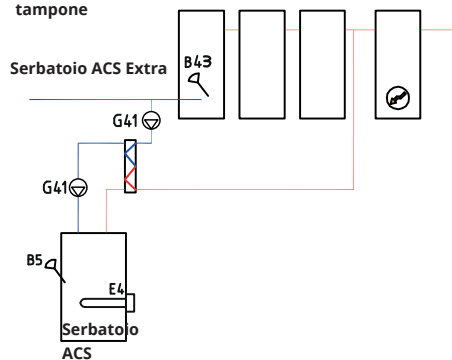 tampone
Serbatoio ACS Extra
B43
G41
G41
B5
E4
Serbatoio
ACS